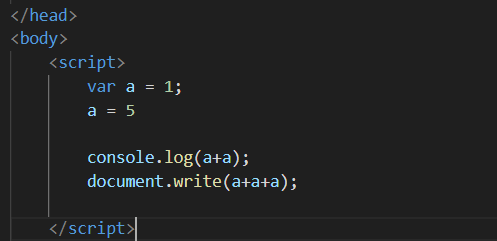 </head>
<body>
<script>
var a = 1;
a = 5
console.log(a+a);
document.write(a+a+a);
</script>